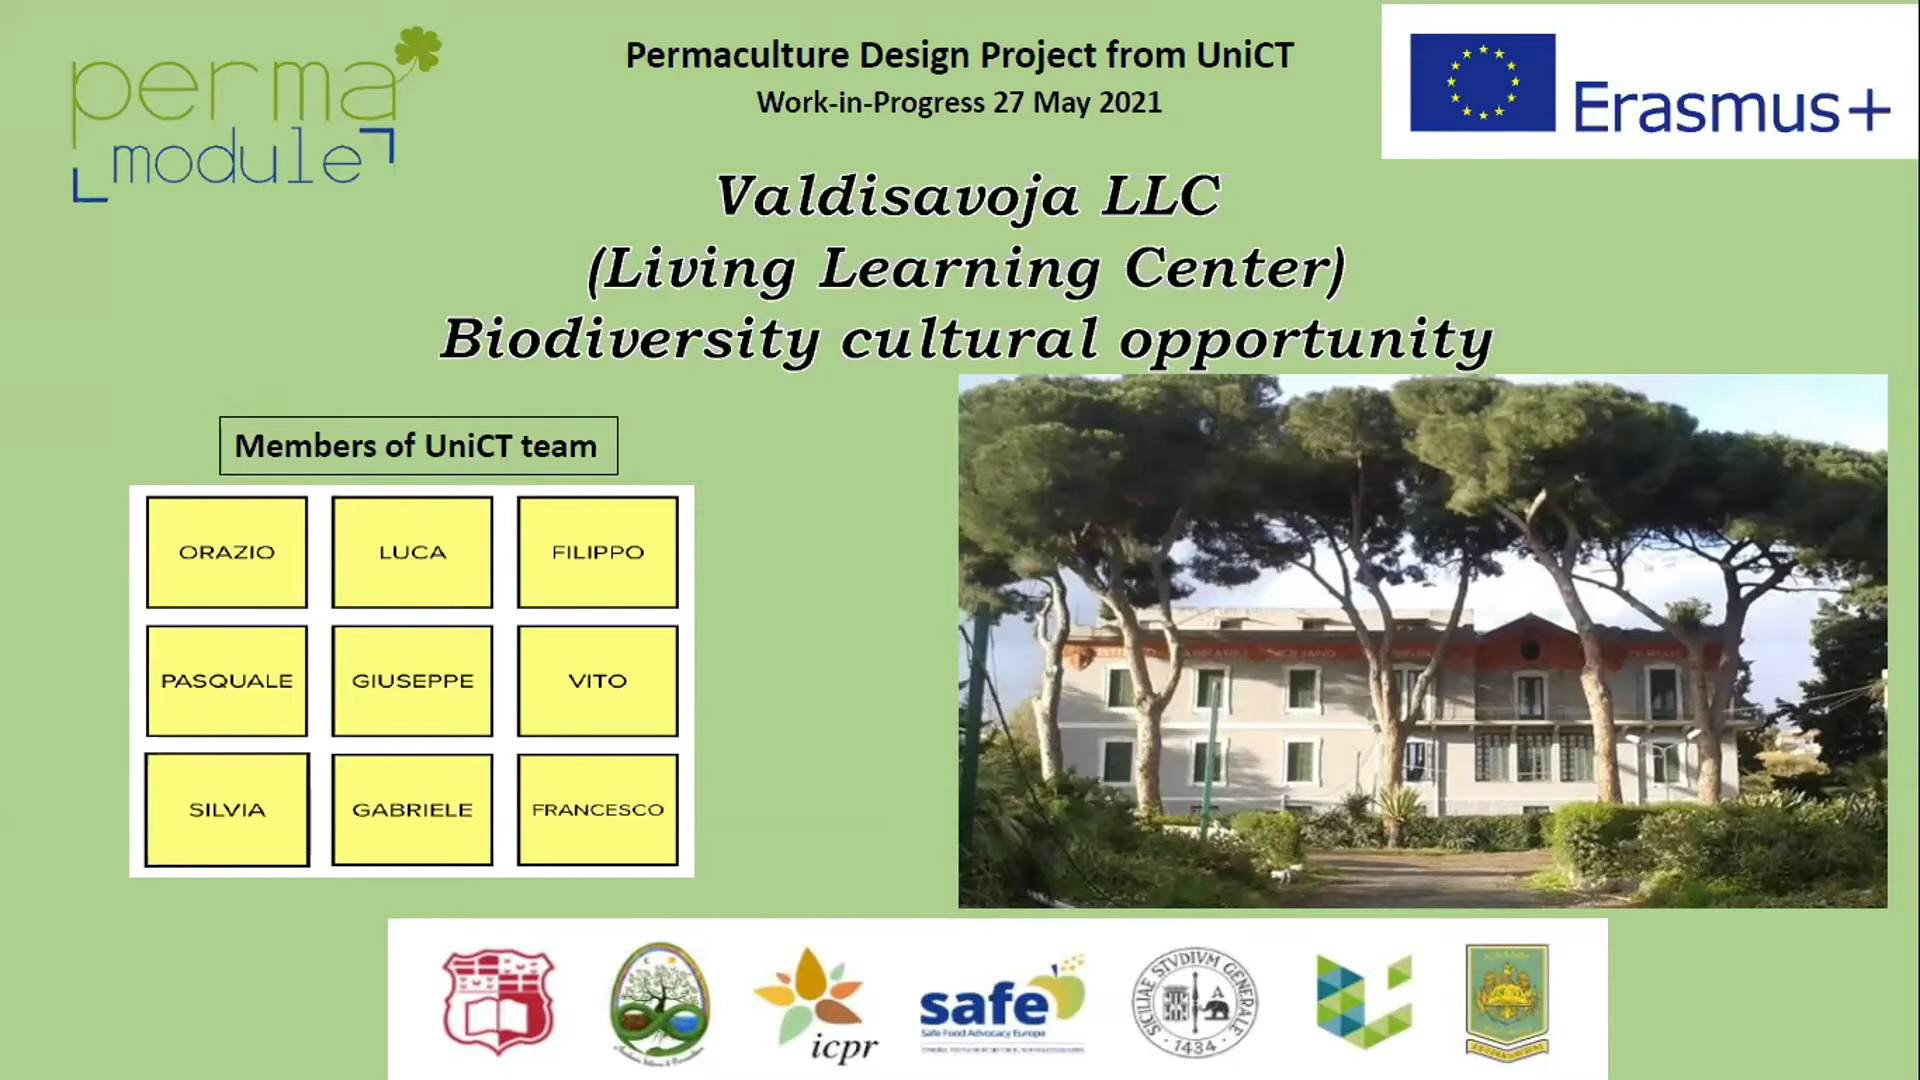 perma
module
Permaculture Design Project from UniCT
Work-in-Progress 27 May 2021
Erasmus+
Valdisavoja LLC
(Living Learning Center)
Biodiversity cultural opportunity
Members of UniCT team
ORAZIO
LUCA
FILIPPO
PASQUALE
GIUSEPPE
VITO
SILVIA
GABRIELE
FRANCESCO
icpr
safe
Safe Food Advocacy Europe
SICILIAE STVDIVM GENERALE
1434